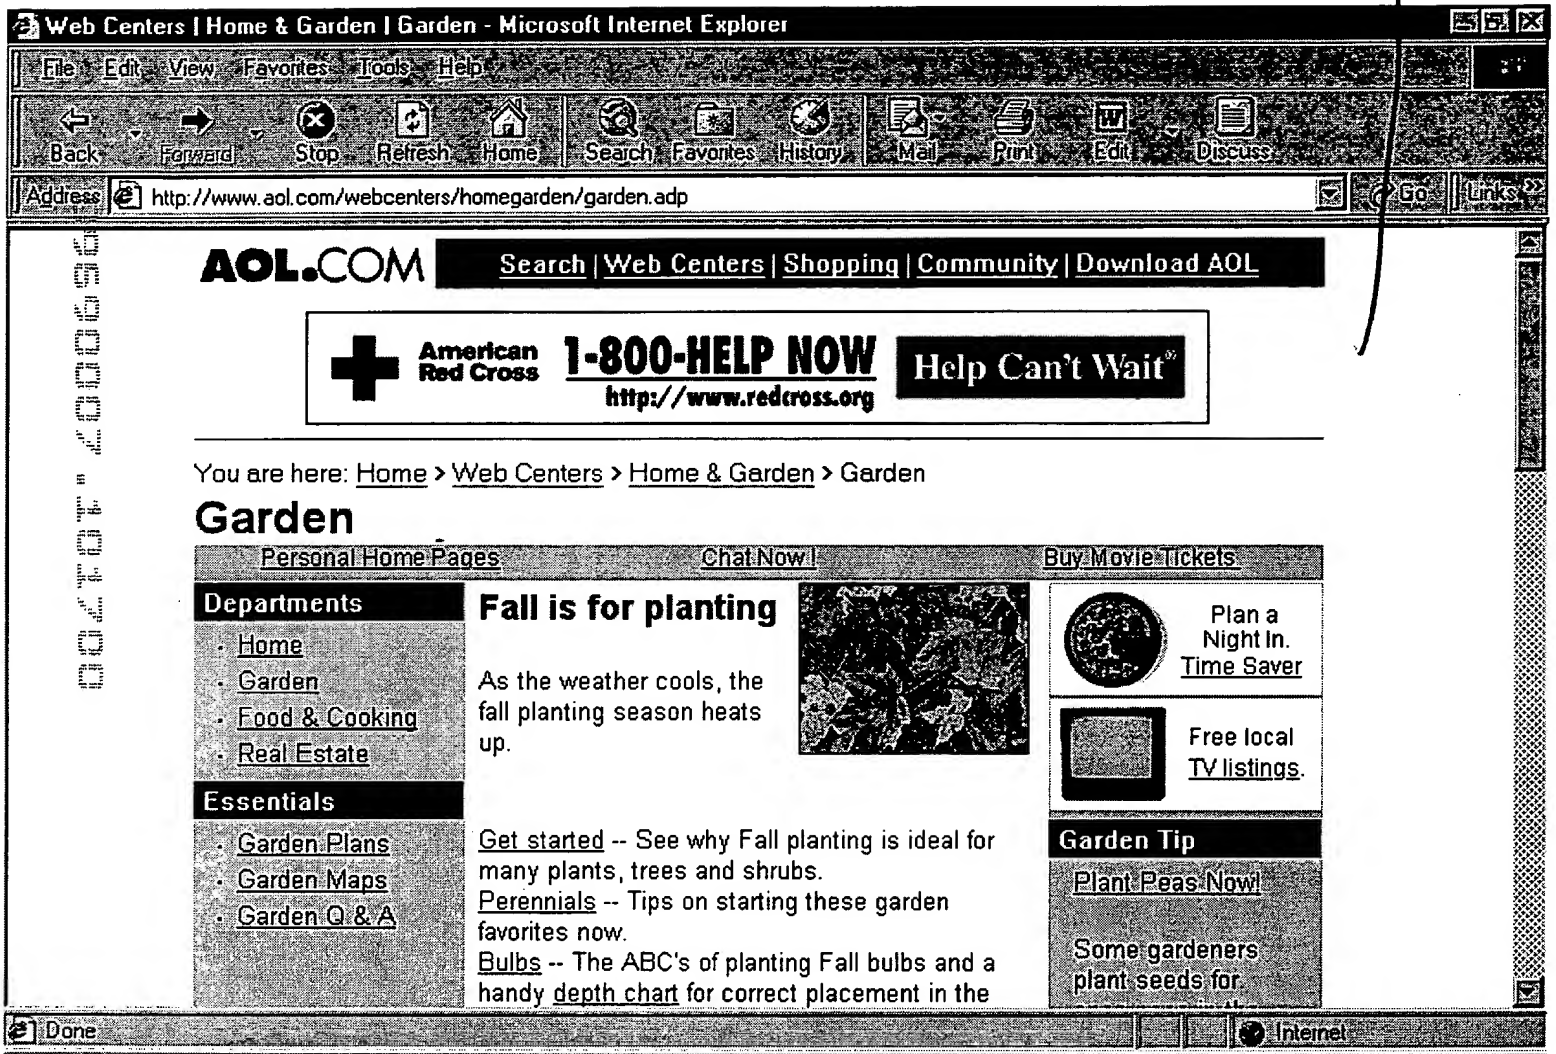 Web Centers | Home & Garden | Garden - Microsoft Internet Explorer
File Edit View Favorites Tools Help
Back Forward Stop Refresh Home Search Favorites History Mail Print Edit Discuss
Address http://www.aol.com/webcenters/homegarden/garden.adp Go Links »
AOL.COM Search | Web Centers | Shopping | Community | Download AOL
American Red Cross 1-800-HELP NOW http://www.redcross.org Help Can't Wait®
You are here: Home > Web Centers > Home & Garden > Garden
Garden
Personal Home Pages Chat Now! Buy Movie Tickets
Departments
· Home
· Garden
· Food & Cooking
· Real Estate
Essentials
· Garden Plans
· Garden Maps
· Garden Q & A
Fall is for planting
As the weather cools, the
fall planting season heats
up.
Get started -- See why Fall planting is ideal for
many plants, trees and shrubs.
Perennials -- Tips on starting these garden
favorites now.
Bulbs -- The ABC's of planting Fall bulbs and a
handy depth chart for correct placement in the
Plan a
Night In.
Time Saver
Free local
TV listings.
Garden Tip
Plant Peas Now!
Some gardeners
plant seeds for
Done Internet